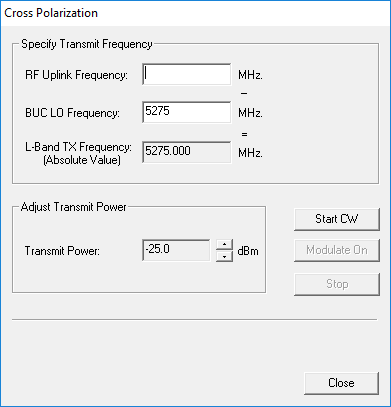 Cross Polarization
Specify Transmit Frequency
RF Uplink Frequency: MHz.
–
BUC LO Frequency: 5275 MHz.
=
L-Band TX Frequency: 5275.000 MHz.
(Absolute Value)
Adjust Transmit Power
Transmit Power: -25.0 dBm
Start CW
Modulate On
Stop
Close